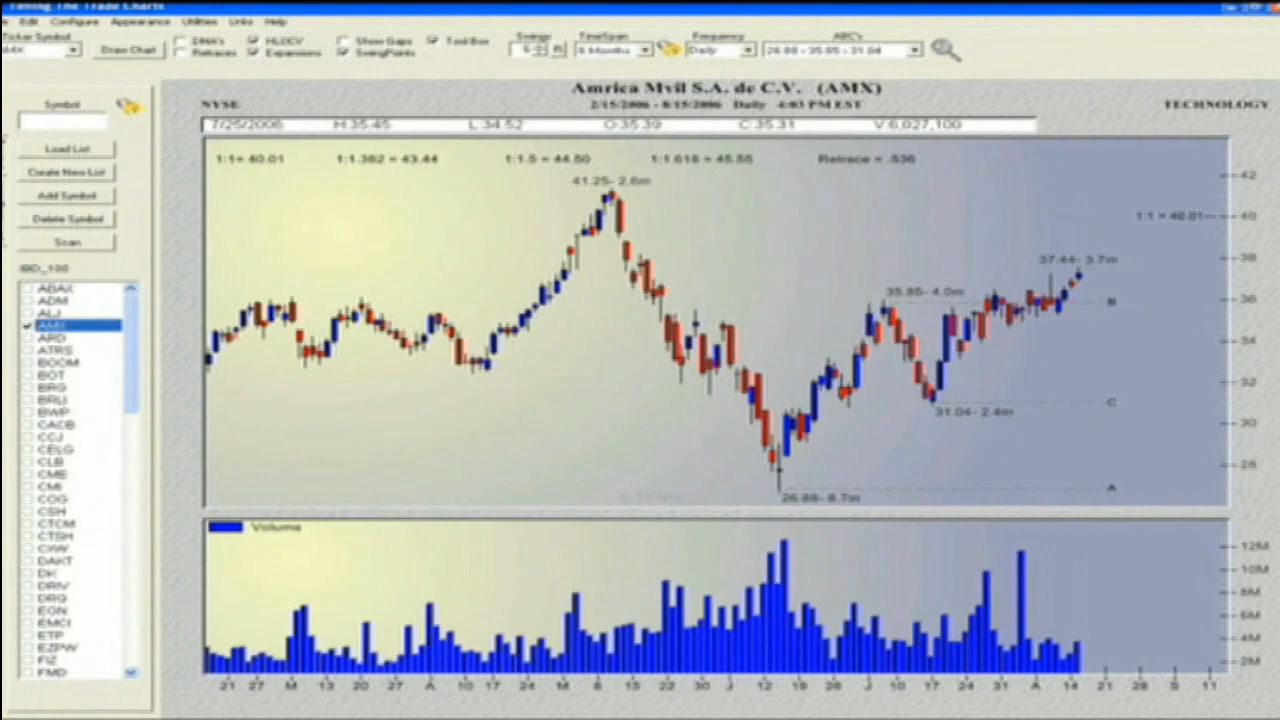 Timing The Trade Charts
Edit Configure Appearance Utilities Links Help
Ticker Symbol
AMX
Draw Chart
DMA's
Retraces
HLOCV
Expansions
Show Gaps
SwingPoints
Tool Box
Swings
TimeSpan
6 Months
Frequency
Daily
ABC's
26.88 - 35.85 - 31.04
Amrica Mvil S.A. de C.V. (AMX)
NYSE
2/15/2006 - 8/15/2006 Daily 4:03 PM EST
TECHNOLOGY
7/25/2006 H:35.45 L:34.52 O:35.39 C:35.31 V:6,027,100
1:1= 40.01 1:1.382 = 43.44 1:1.5 = 44.50 1:1.618 = 45.55 Retrace = .536
Symbol
Load List
Create New List
Add Symbol
Delete Symbol
Scan
IBD_100
ABAX
ADM
ALJ
AMX
ARD
ATRS
BOOM
BOT
BRG
BRLI
BWP
CACB
CCJ
CELG
CLB
CME
CMI
COG
CSH
CTCM
CTSH
CXW
DAKT
DK
DRIV
DRQ
EGN
EMCI
ETP
EZPW
FIZ
FMD
41.25- 2.6m
1:1 = 40.01
37.44- 3.7m
35.85- 4.0m
B
31.04- 2.4m
C
26.88- 8.7m
A
42
40
38
36
34
32
30
28
Volume
12M
10M
8M
6M
4M
2M
21 27 M 13 20 27 A 10 17 24 M 8 15 22 30 J 12 19 26 J 10 17 24 31 A 14 21 28 S 11